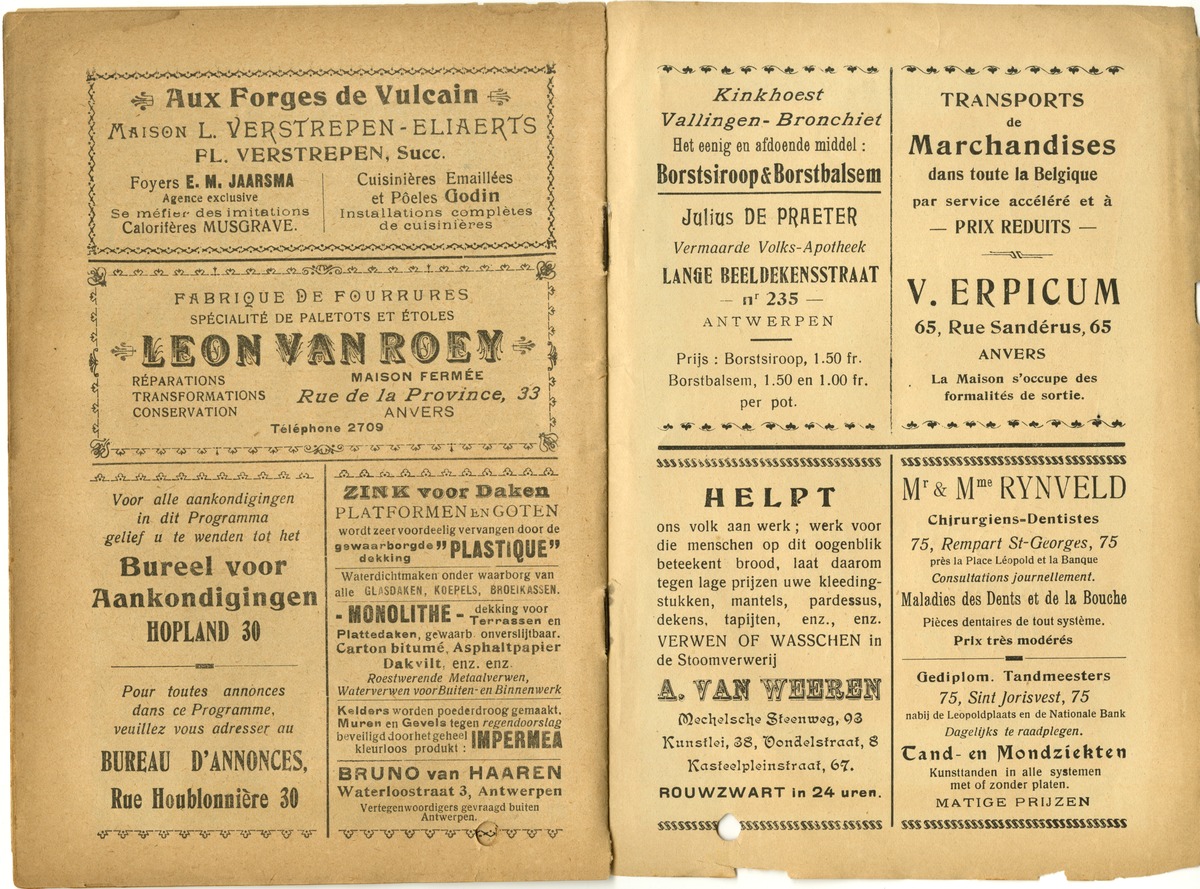 Aux Forges de Vulcain
MAISON L. VERSTREPEN-ELIAERTS
FL. VERSTREPEN, Succ.
Foyers E. M. JAARSMA
Agence exclusive
Se méfier des imitations
Calorifères MUSGRAVE.
Cuisinières Emaillées
et Pôeles Godin
Installations complètes
de cuisinières
FABRIQUE DE FOURRURES
SPÉCIALITÉ DE PALETOTS ET ÉTOLES
LEON VAN ROEY
RÉPARATIONS
TRANSFORMATIONS
CONSERVATION
MAISON FERMÉE
Rue de la Province, 33
ANVERS
Téléphone 2709
Voor alle aankondigingen
in dit Programma
gelief u te wenden tot het
Bureel voor
Aankondigingen
HOPLAND 30
Pour toutes annonces
dans ce Programme,
veuillez vous adresser au
BUREAU D'ANNONCES,
Rue Houblonnière 30
ZINK voor Daken
PLATFORMEN EN GOTEN
wordt zeer voordeelig vervangen door de
gewaarborgde dekking "PLASTIQUE"
Waterdichtmaken onder waarborg van
alle GLASDAKEN, KOEPELS, BROEIKASSEN.
- MONOLITHE - dekking voor Terrassen en
Plattedaken, gewaarb. onverslijtbaar.
Carton bitumé, Asphaltpapier
Dakvilt, enz. enz.
Roestwerende Metaalverwen,
Waterverwen voor Buiten- en Binnenwerk
Kelders worden poederdroog gemaakt.
Muren en Gevels tegen regendoorslag
beveiligd door het geheel
kleurloos produkt : IMPERMEA
BRUNO van HAAREN
Waterloostraat 3, Antwerpen
Vertegenwoordigers gevraagd buiten
Antwerpen.
Kinkhoest
Vallingen- Bronchiet
Het eenig en afdoende middel :
Borstsiroop & Borstbalsem
Julius DE PRAETER
Vermaarde Volks-Apotheek
LANGE BEELDEKENSSTRAAT
— nr 235 —
ANTWERPEN
Prijs : Borstsiroop, 1.50 fr.
Borstbalsem, 1.50 en 1.00 fr.
per pot.
TRANSPORTS
de
Marchandises
dans toute la Belgique
par service accéléré et à
— PRIX REDUITS —
V. ERPICUM
65, Rue Sandérus, 65
ANVERS
La Maison s'occupe des
formalités de sortie.
HELPT
ons volk aan werk ; werk voor
die menschen op dit oogenblik
beteekent brood, laat daarom
tegen lage prijzen uwe kleeding-
stukken, mantels, pardessus,
dekens, tapijten, enz., enz.
VERWEN OF WASSCHEN in
de Stoomverwerij
A. VAN WEEREN
Mechelsche Steenweg, 93
Kunstlei, 38, Vondelstraat, 8
Kasteelpleinstraat, 67.
ROUWZWART in 24 uren.
Mr & Mme RYNVELD
Chirurgiens-Dentistes
75, Rempart St-Georges, 75
près la Place Léopold et la Banque
Consultations journellement.
Maladies des Dents et de la Bouche
Pièces dentaires de tout système.
Prix très modérés
Gediplom. Tandmeesters
75, Sint Jorisvest, 75
nabij de Leopoldplaats en de Nationale Bank
Dagelijks te raadplegen.
Tand- en Mondziekten
Kunsttanden in alle systemen
met of zonder platen.
MATIGE PRIJZEN